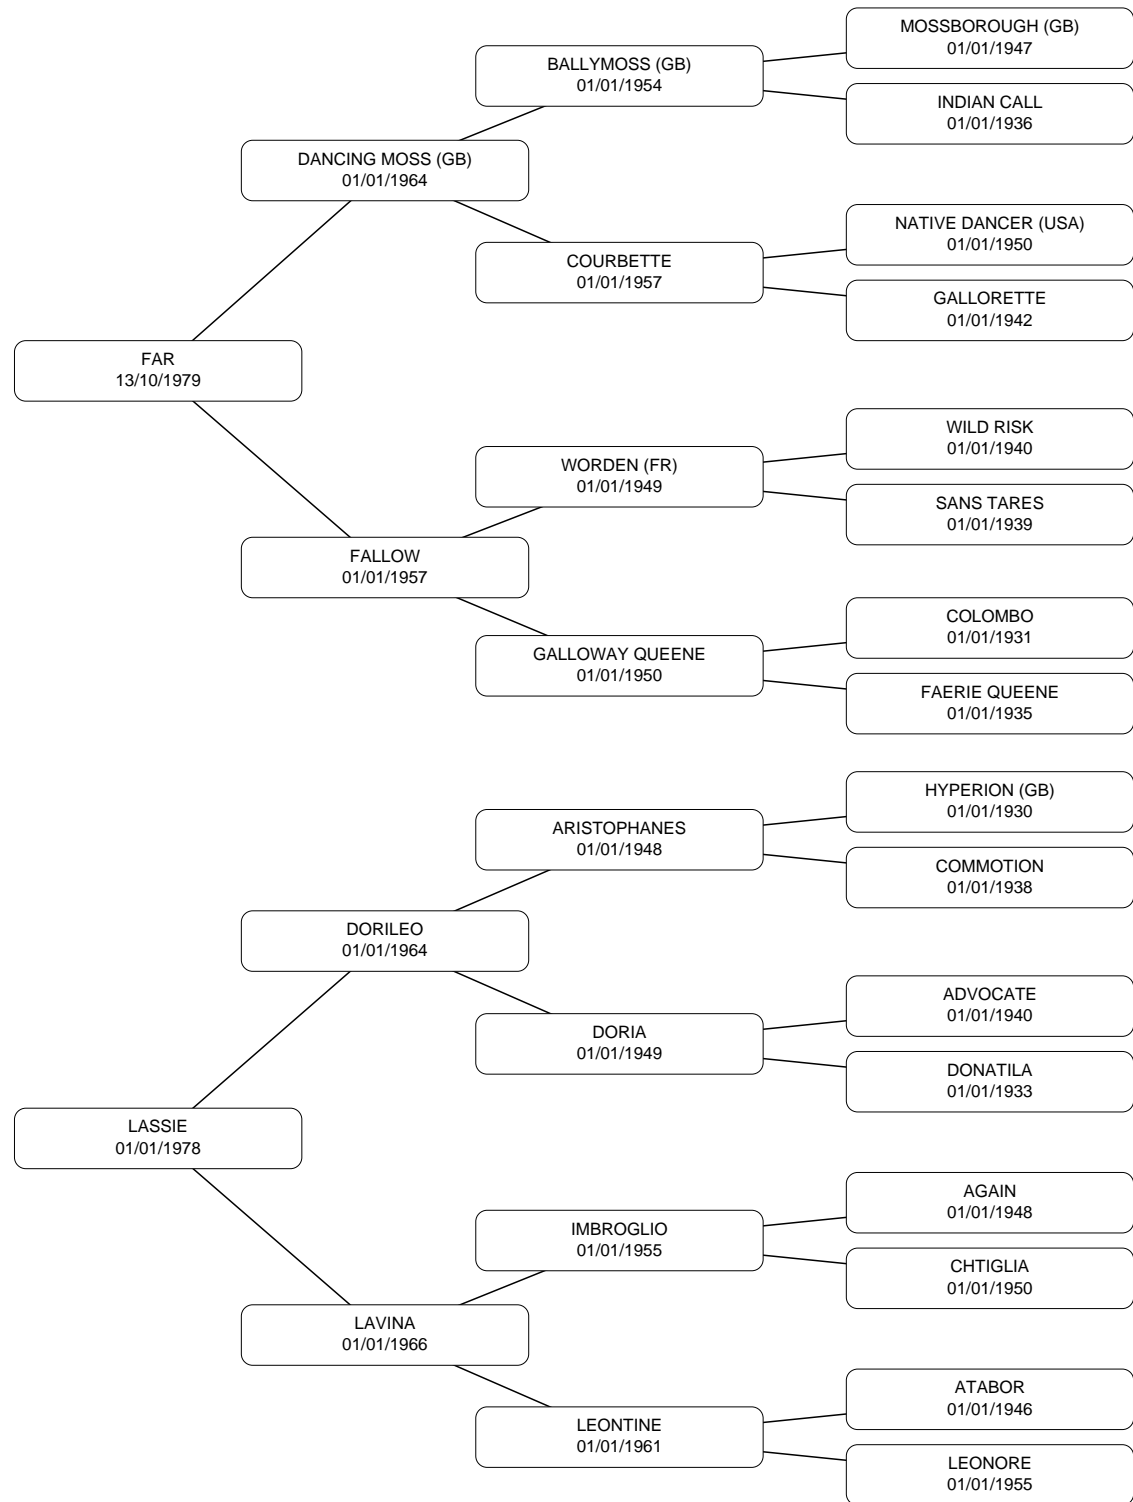 MOSSBOROUGH (GB)
01/01/1947
BALLYMOSS (GB)
01/01/1954
INDIAN CALL
01/01/1936
DANCING MOSS (GB)
01/01/1964
NATIVE DANCER (USA)
01/01/1950
COURBETTE
01/01/1957
GALLORETTE
01/01/1942
FAR
13/10/1979
WILD RISK
01/01/1940
WORDEN (FR)
01/01/1949
SANS TARES
01/01/1939
FALLOW
01/01/1957
COLOMBO
01/01/1931
GALLOWAY QUEENE
01/01/1950
FAERIE QUEENE
01/01/1935
HYPERION (GB)
01/01/1930
ARISTOPHANES
01/01/1948
COMMOTION
01/01/1938
DORILEO
01/01/1964
ADVOCATE
01/01/1940
DORIA
01/01/1949
DONATILA
01/01/1933
LASSIE
01/01/1978
AGAIN
01/01/1948
IMBROGLIO
01/01/1955
CHTIGLIA
01/01/1950
LAVINA
01/01/1966
ATABOR
01/01/1946
LEONTINE
01/01/1961
LEONORE
01/01/1955